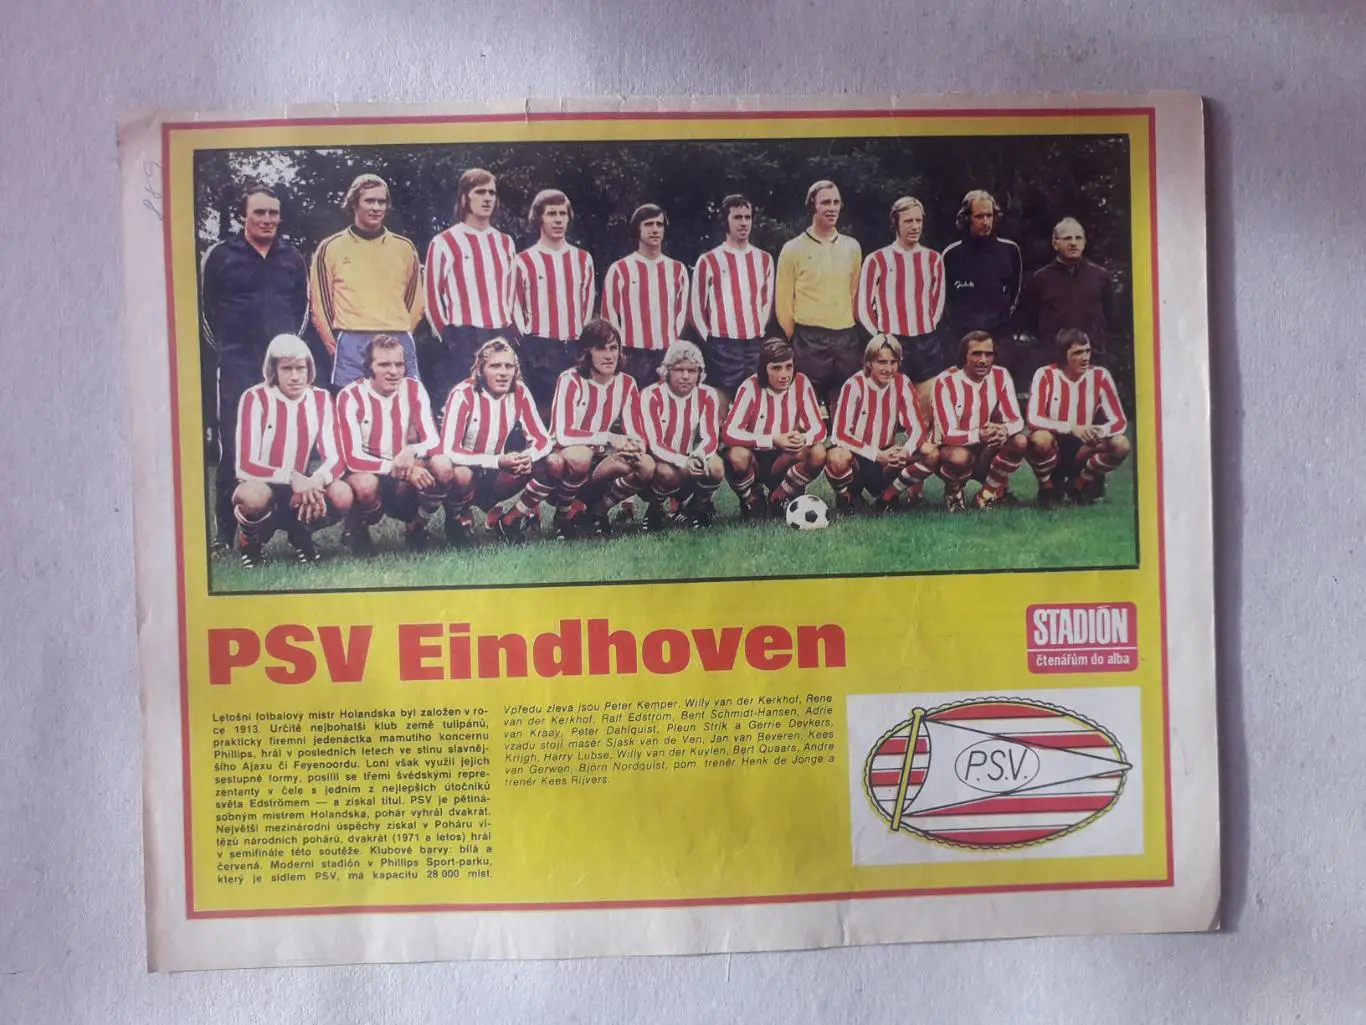 889
PSV Eindhoven
STADIÓN
čtenářům do alba
Letošní fotbalový mistr Holandska byl založen v ro-
ce 1913. Určitě nejbohatší klub země tulipánů,
prakticky firemní jedenáctka mamutího koncernu
Phillips, hrál v posledních letech ve stínu slavněj-
šího Ajaxu či Feyenoordu. Loni však využil jejich
sestupné formy, posílil se třemi švédskými repre-
zentanty v čele s jedním z nejlepších útočníků
světa Edströmem — a získal titul. PSV je pětiná-
sobným mistrem Holandska, pohár vyhrál dvakrát.
Největší mezinárodní úspěchy získal v Poháru ví-
tězů národních pohárů, dvakrát (1971 a letos) hrál
v semifinále této soutěže. Klubové barvy: bílá a
červená. Moderní stadión v Phillips Sport-parku,
který je sídlem PSV, má kapacitu 28 000 míst.
Vpředu zleva jsou Peter Kemper, Willy van der Kerkhof, Rene
van der Kerkhof, Ralf Edström, Bent Schmidt-Hansen, Adrie
van Kraay, Peter Dahlquist, Pleun Strik a Gerrie Deykers,
vzadu stojí masér Sjask van de Ven, Jan van Beveren, Kees
Krijgh, Harry Lubse, Willy van der Kuylen, Bert Quaars, Andre
van Gerwen, Björn Nordquist, pom. trenér Henk de Jonge a
trenér Kees Rijvers.
P.S.V.